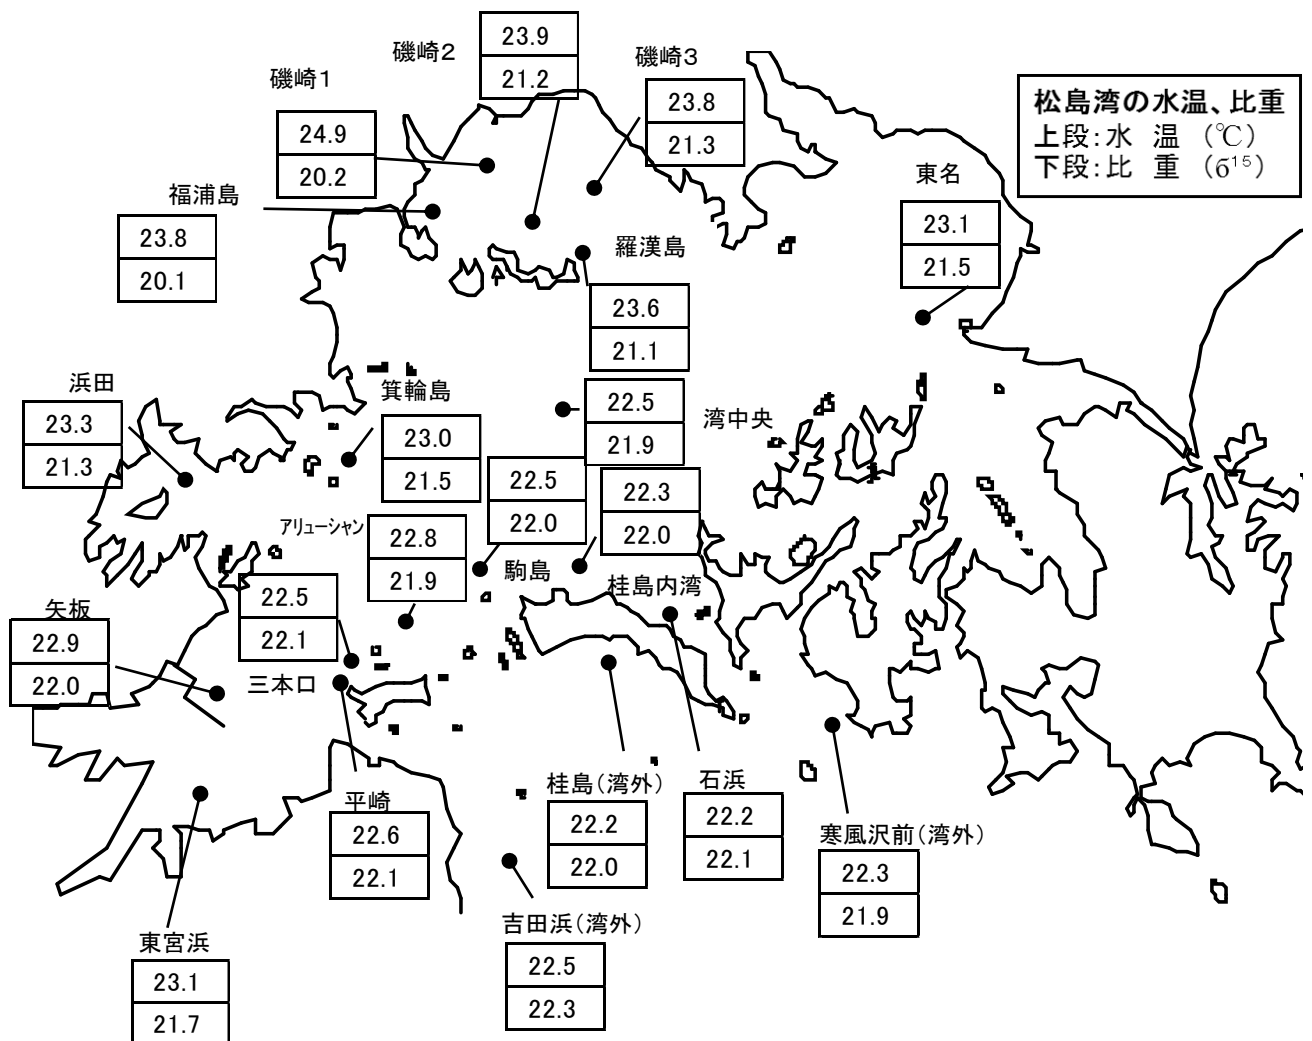 磯崎2
23.9
21.2
磯崎3
23.8
21.3
磯崎1
24.9
20.2
松島湾の水温、比重
上段:水　温　(℃)
下段:比　重　(б¹⁵)
福浦島
23.8
20.1
東名
23.1
21.5
羅漢島
23.6
21.1
浜田
23.3
21.3
箕輪島
23.0
21.5
22.5
21.9
湾中央
22.5
22.0
22.3
22.0
アリューシャン
22.8
21.9
駒島
桂島内湾
矢板
22.9
22.0
22.5
22.1
三本口
平崎
22.6
22.1
桂島(湾外)
22.2
22.0
石浜
22.2
22.1
寒風沢前(湾外)
22.3
21.9
吉田浜(湾外)
22.5
22.3
東宮浜
23.1
21.7